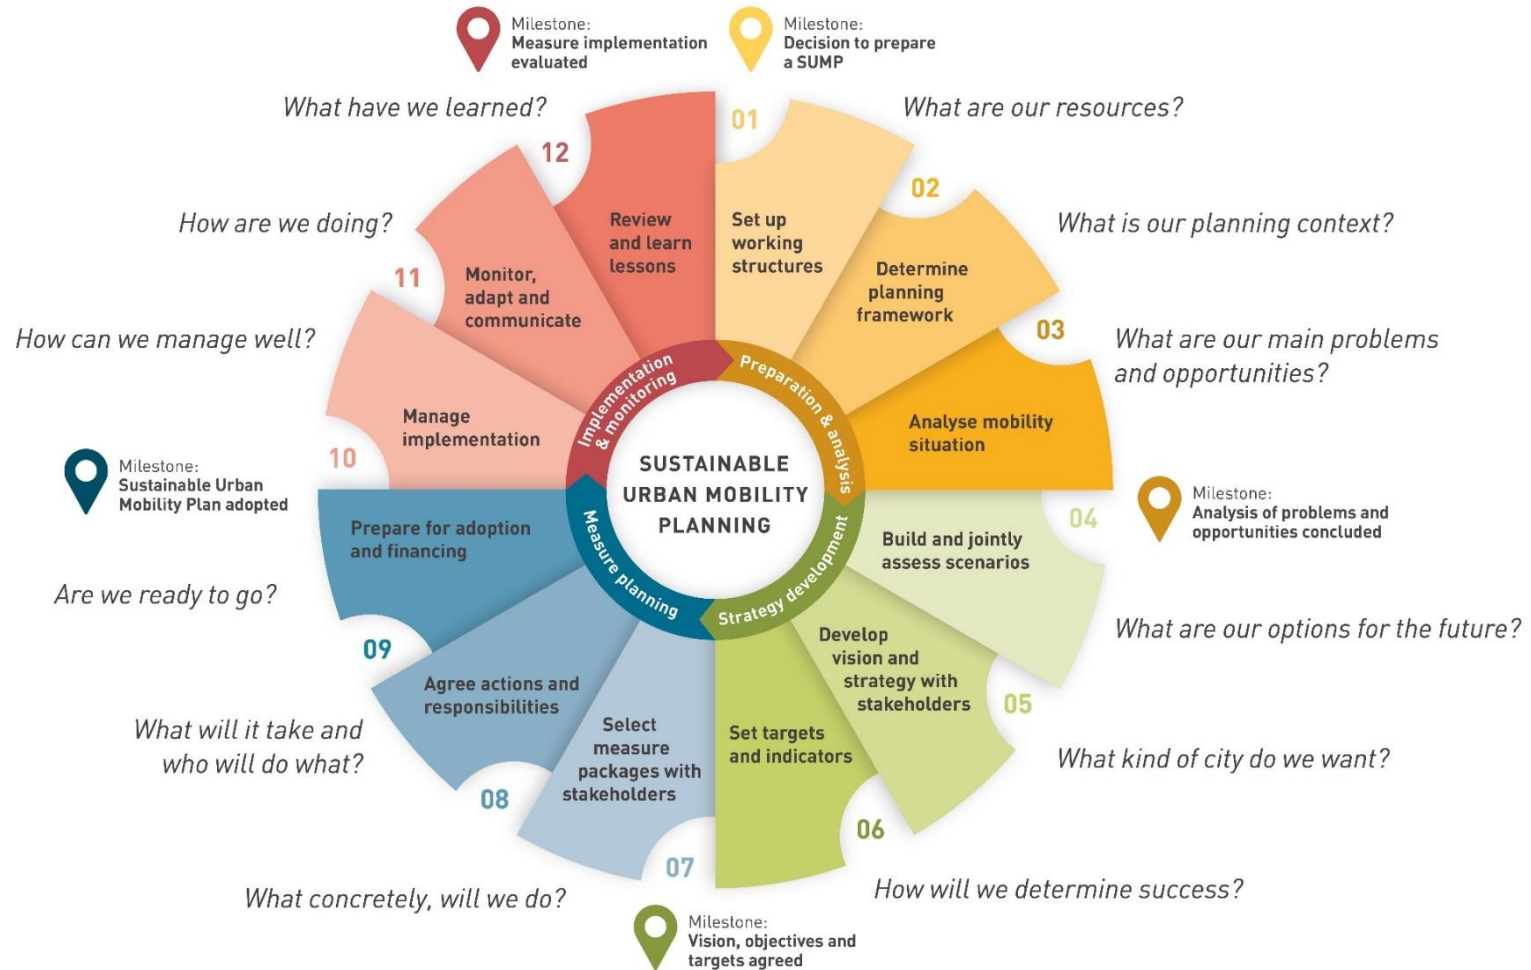 Milestone:
Measure implementation
evaluated
Milestone:
Decision to prepare
a SUMP
What have we learned?
What are our resources?
01
12
02
Review
and learn
lessons
Set up
working
structures
How are we doing?
What is our planning context?
11
Monitor,
adapt and
communicate
Determine
planning
framework
03
How can we manage well?
What are our main problems
and opportunities?
Implementation
& monitoring
Preparation & analysis
Manage
implementation
Analyse mobility
situation
10
Milestone:
Sustainable Urban
Mobility Plan adopted
SUSTAINABLE
URBAN MOBILITY
PLANNING
Milestone:
Analysis of problems and
opportunities concluded
04
Prepare for adoption
and financing
Measure planning
Strategy development
Build and jointly
assess scenarios
Are we ready to go?
What are our options for the future?
09
Develop
vision and
strategy with
stakeholders
05
Agree actions and
responsibilities
Select
measure
packages with
stakeholders
Set targets
and indicators
What will it take and
who will do what?
What kind of city do we want?
08
06
07
What concretely, will we do?
How will we determine success?
Milestone:
Vision, objectives and
targets agreed